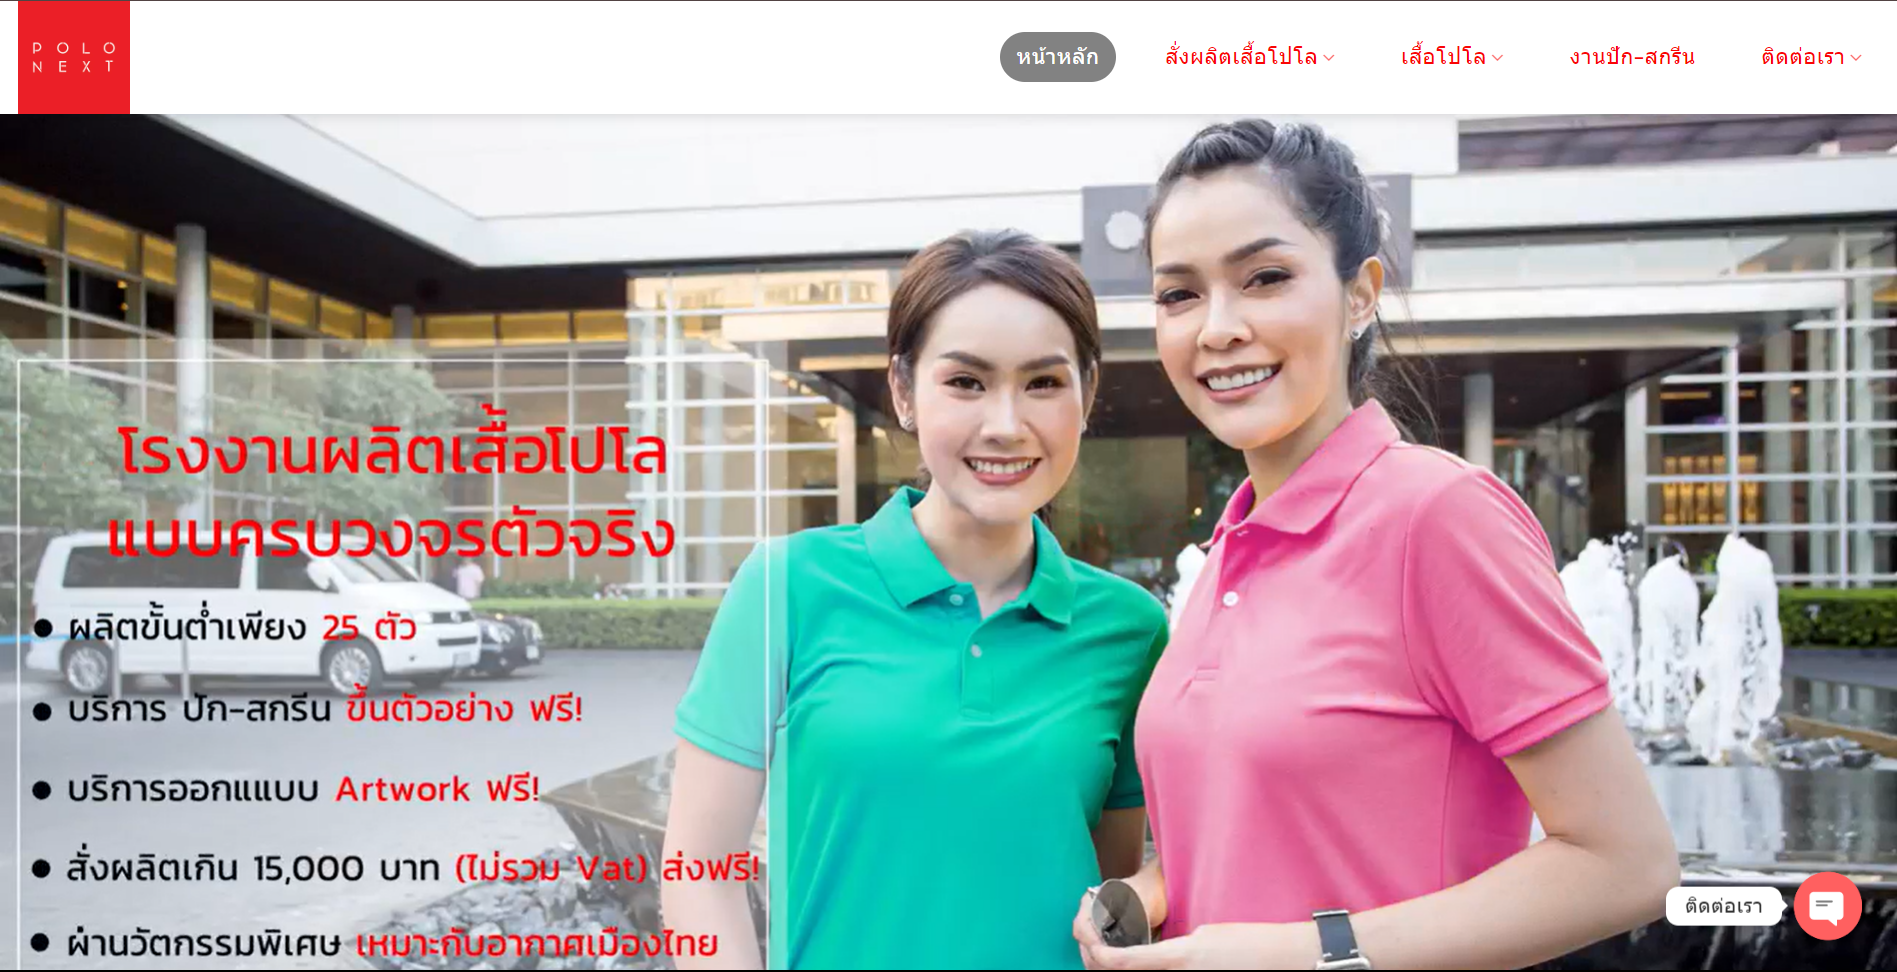 POLO
NEXT
หน้าหลัก
สั่งผลิตเสื้อโปโล
เสื้อโปโล
งานปัก-สกรีน
ติดต่อเรา
โรงงานผลิตเสื้อโปโล
แบบครบวงจรตัวจริง
● ผลิตขั้นต่ำเพียง 25 ตัว
● บริการ ปัก-สกรีน ขึ้นตัวอย่าง ฟรี!
● บริการออกแแบบ Artwork ฟรี!
● สั่งผลิตเกิน 15,000 บาท (ไม่รวม Vat) ส่งฟรี!
● ผ่านวัตกรรมพิเศษ เหมาะกับอากาศเมืองไทย
ติดต่อเรา